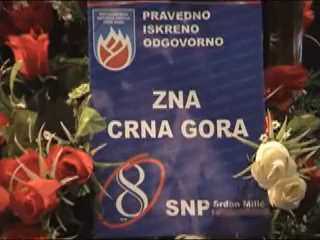 PRAVEDNO
ISKRENO
ODGOVORNO
ZNA
CRNA GORA
8
SNP Srđan Milić